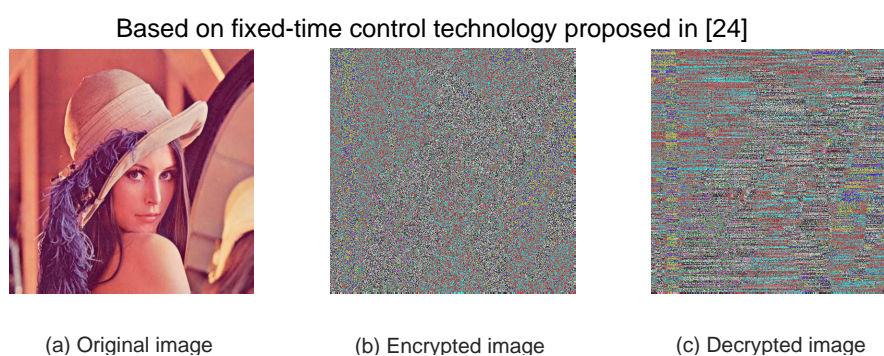 Based on fixed-time control technology proposed in [24]
(a) Original image
(b) Encrypted image
(c) Decrypted image